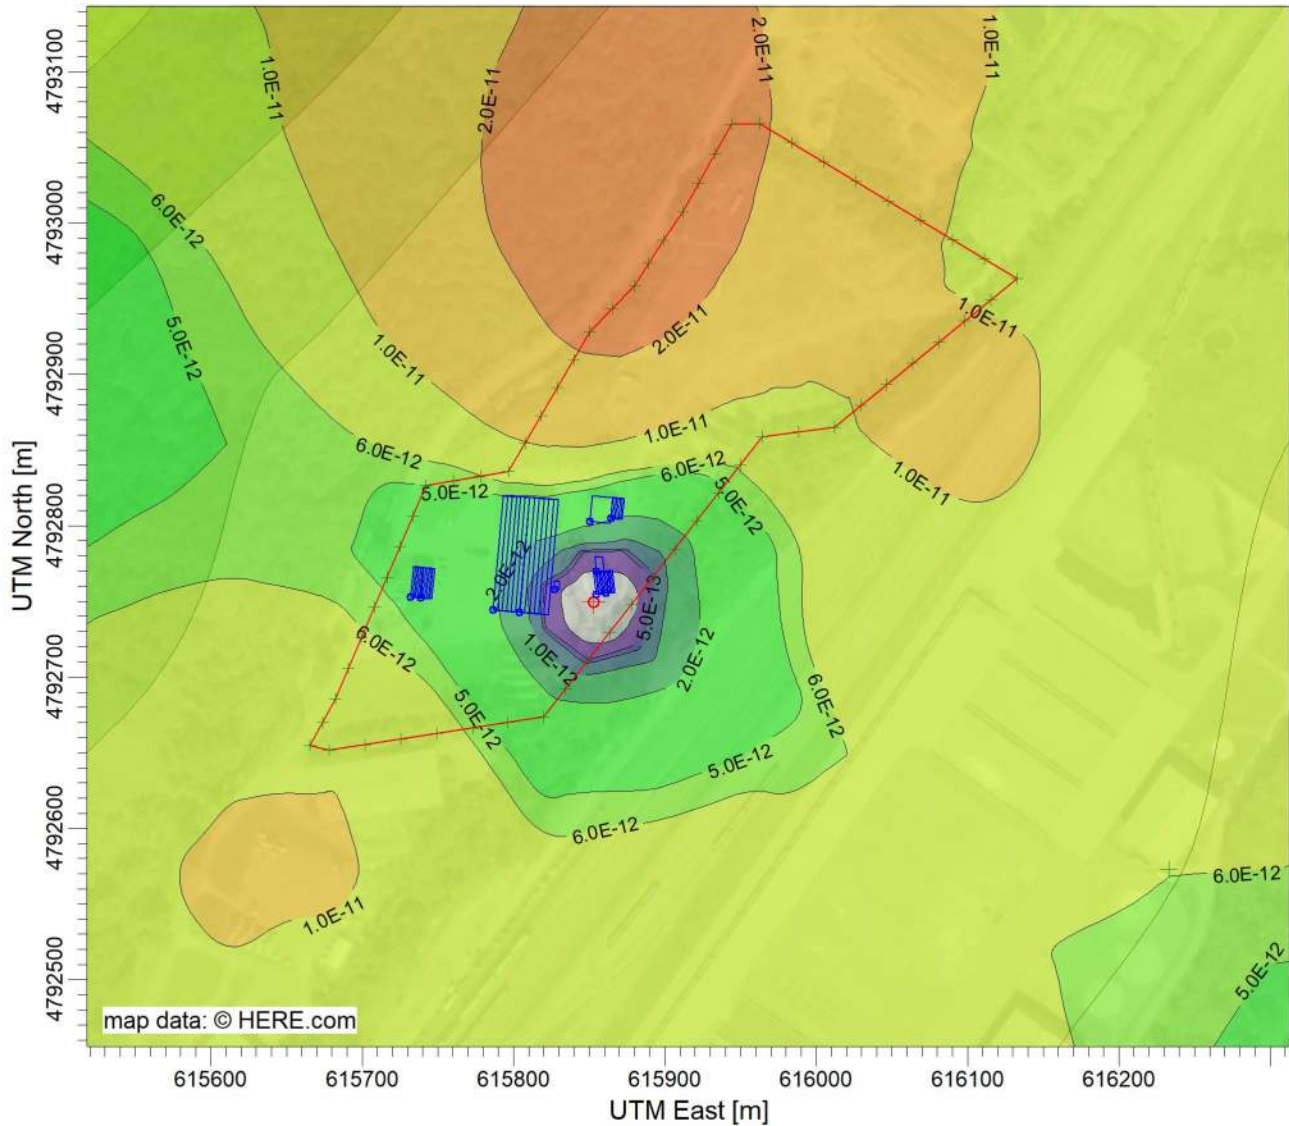 2.0E-11
1.0E-11
4793100
1.0E-11
2.0E-11
6.0E-12
4793000
1.0E-11
2.0E-11
5.0E-12
1.0E-11
4792900
1.0E-11
6.0E-12
6.0E-12
1.0E-11
5.0E-12
5.0E-12
4792800
2.0E-12
UTM North [m]
5.0E-13
6.0E-12
1.0E-12
2.0E-12
4792700
5.0E-12
6.0E-12
5.0E-12
6.0E-12
4792600
6.0E-12
1.0E-11
5.0E-12
4792500
map data: © HERE.com
615600 615700 615800 615900 616000 616100 616200
UTM East [m]